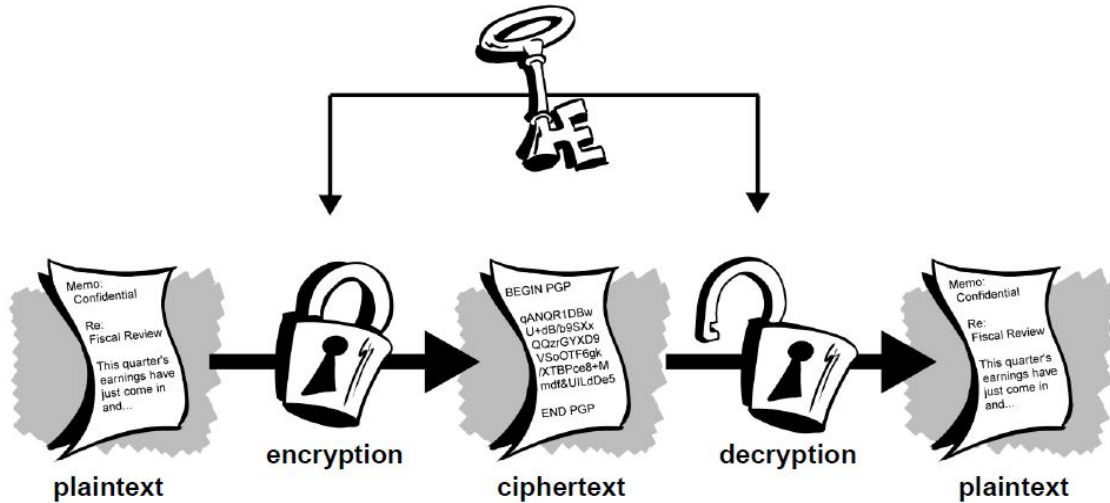 Memo:
Confidential
Re:
Fiscal Review
This quarter's
earnings have
just come in
and...
plaintext
encryption
BEGIN PGP
qANQR1DBw
U+dB/b9SXx
QQzrGYXD9
VSoOTF6gk
/XTBPce8+M
mdf&UILdDe5
END PGP
ciphertext
decryption
Memo:
Confidential
Re:
Fiscal Review
This quarter's
earnings have
just come in
and...
plaintext